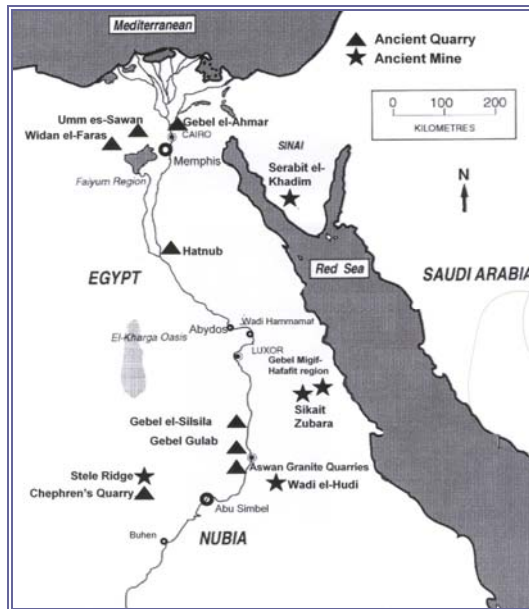 Mediterranean
Ancient Quarry
Ancient Mine
0 100 200
KILOMETRES
N
Umm es-Sawan
Gebel el-Ahmar
Widan el-Faras
CAIRO
Memphis
Faiyum Region
SINAI
Serabit el-
Khadim
Hatnub
EGYPT
Red Sea
SAUDI ARABIA
Abydos
Wadi Hammamat
El-Kharga Oasis
LUXOR
Gebel Migif-
Hafafit region
Sikait
Zubara
Gebel el-Silsila
Gebel Gulab
Stele Ridge
Aswan Granite Quarries
Chephren's Quarry
Wadi el-Hudi
Abu Simbel
Buhen
NUBIA